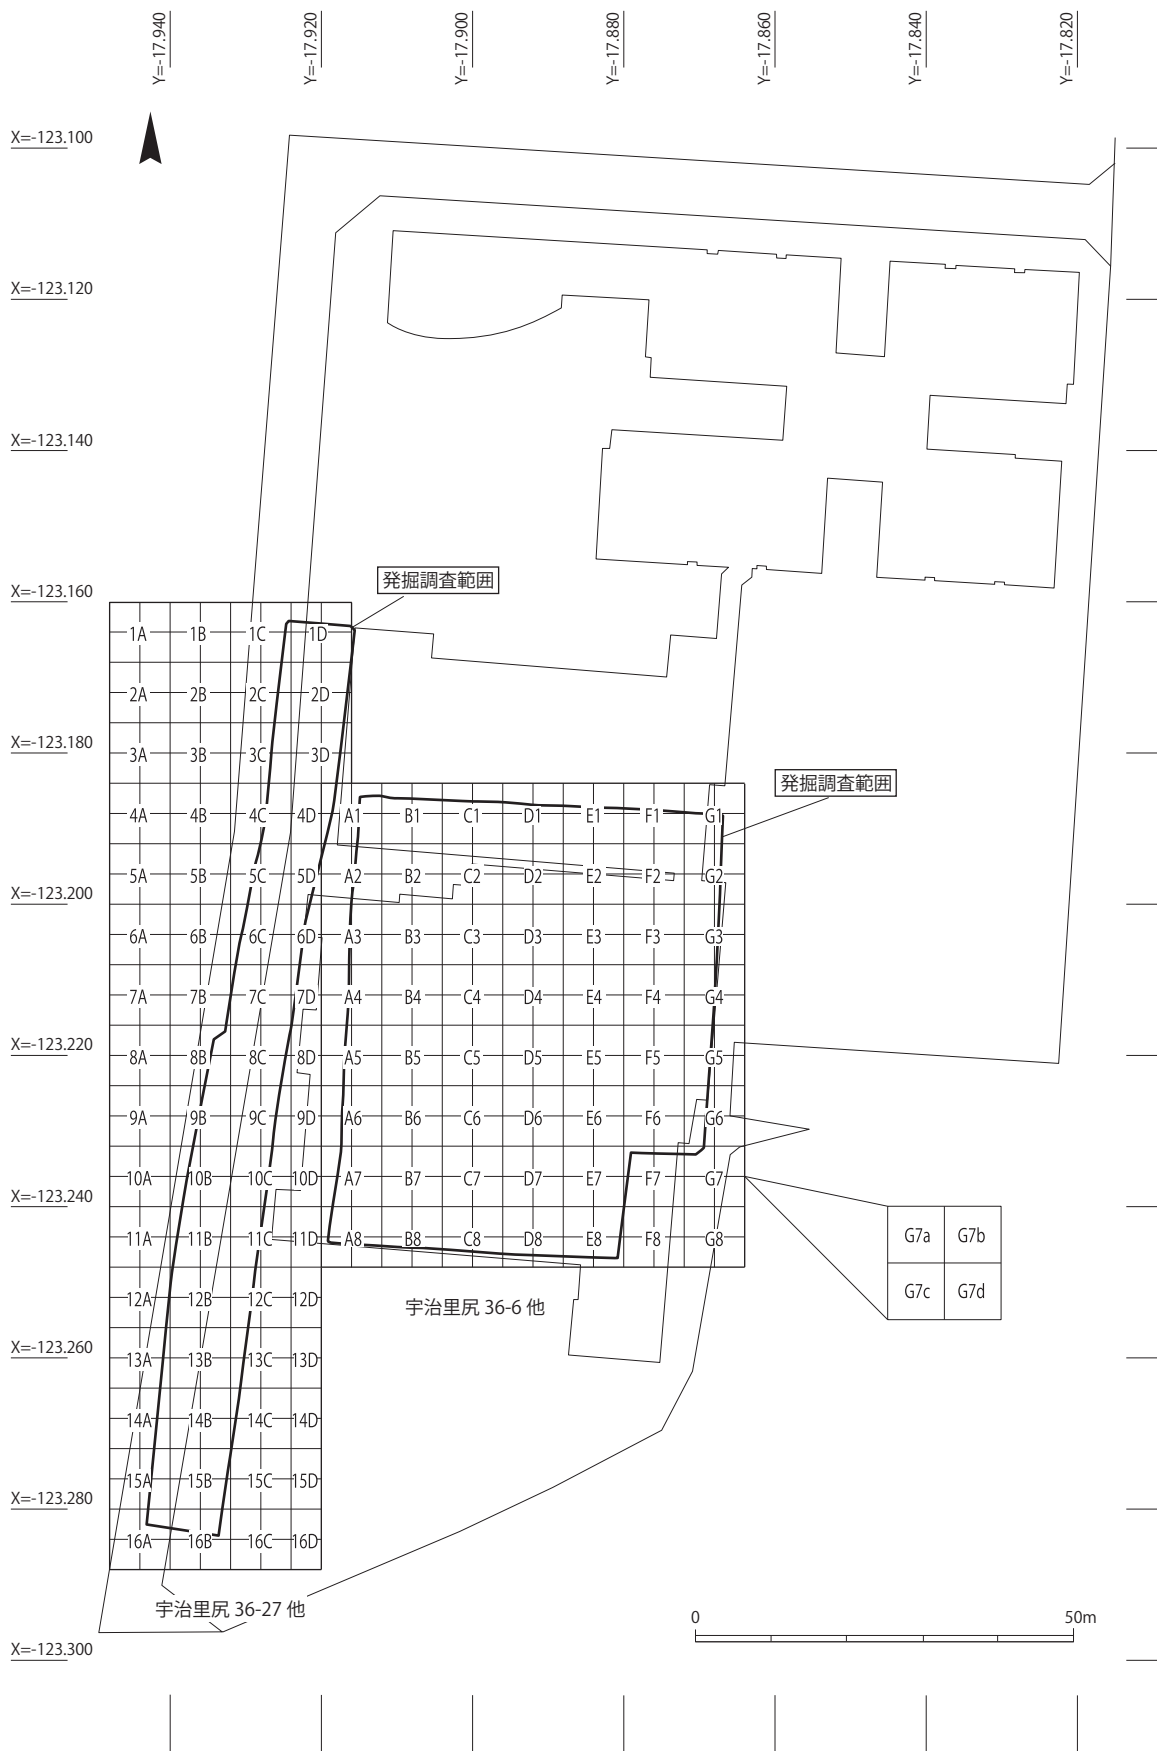 Y=-17.940 Y=-17.920 Y=-17.900 Y=-17.880 Y=-17.860 Y=-17.840 Y=-17.820
X=-123.100
X=-123.120
X=-123.140
発掘調査範囲
X=-123.160
1A 1B 1C 1D
2A 2B 2C 2D
X=-123.180
3A 3B 3C 3D
発掘調査範囲
4A 4B 4C 4D A1 B1 C1 D1 E1 F1 G1
5A 5B 5C 5D A2 B2 C2 D2 E2 F2 G2
X=-123.200
6A 6B 6C 6D A3 B3 C3 D3 E3 F3 G3
7A 7B 7C 7D A4 B4 C4 D4 E4 F4 G4
X=-123.220
8A 8B 8C 8D A5 B5 C5 D5 E5 F5 G5
9A 9B 9C 9D A6 B6 C6 D6 E6 F6 G6
10A 10B 10C 10D A7 B7 C7 D7 E7 F7 G7
X=-123.240
11A 11B 11C 11D A8 B8 C8 D8 E8 F8 G8
G7a G7b
G7c G7d
12A 12B 12C 12D
宇治里尻 36-6 他
X=-123.260
13A 13B 13C 13D
14A 14B 14C 14D
15A 15B 15C 15D
X=-123.280
16A 16B 16C 16D
宇治里尻 36-27 他
0 50m
X=-123.300